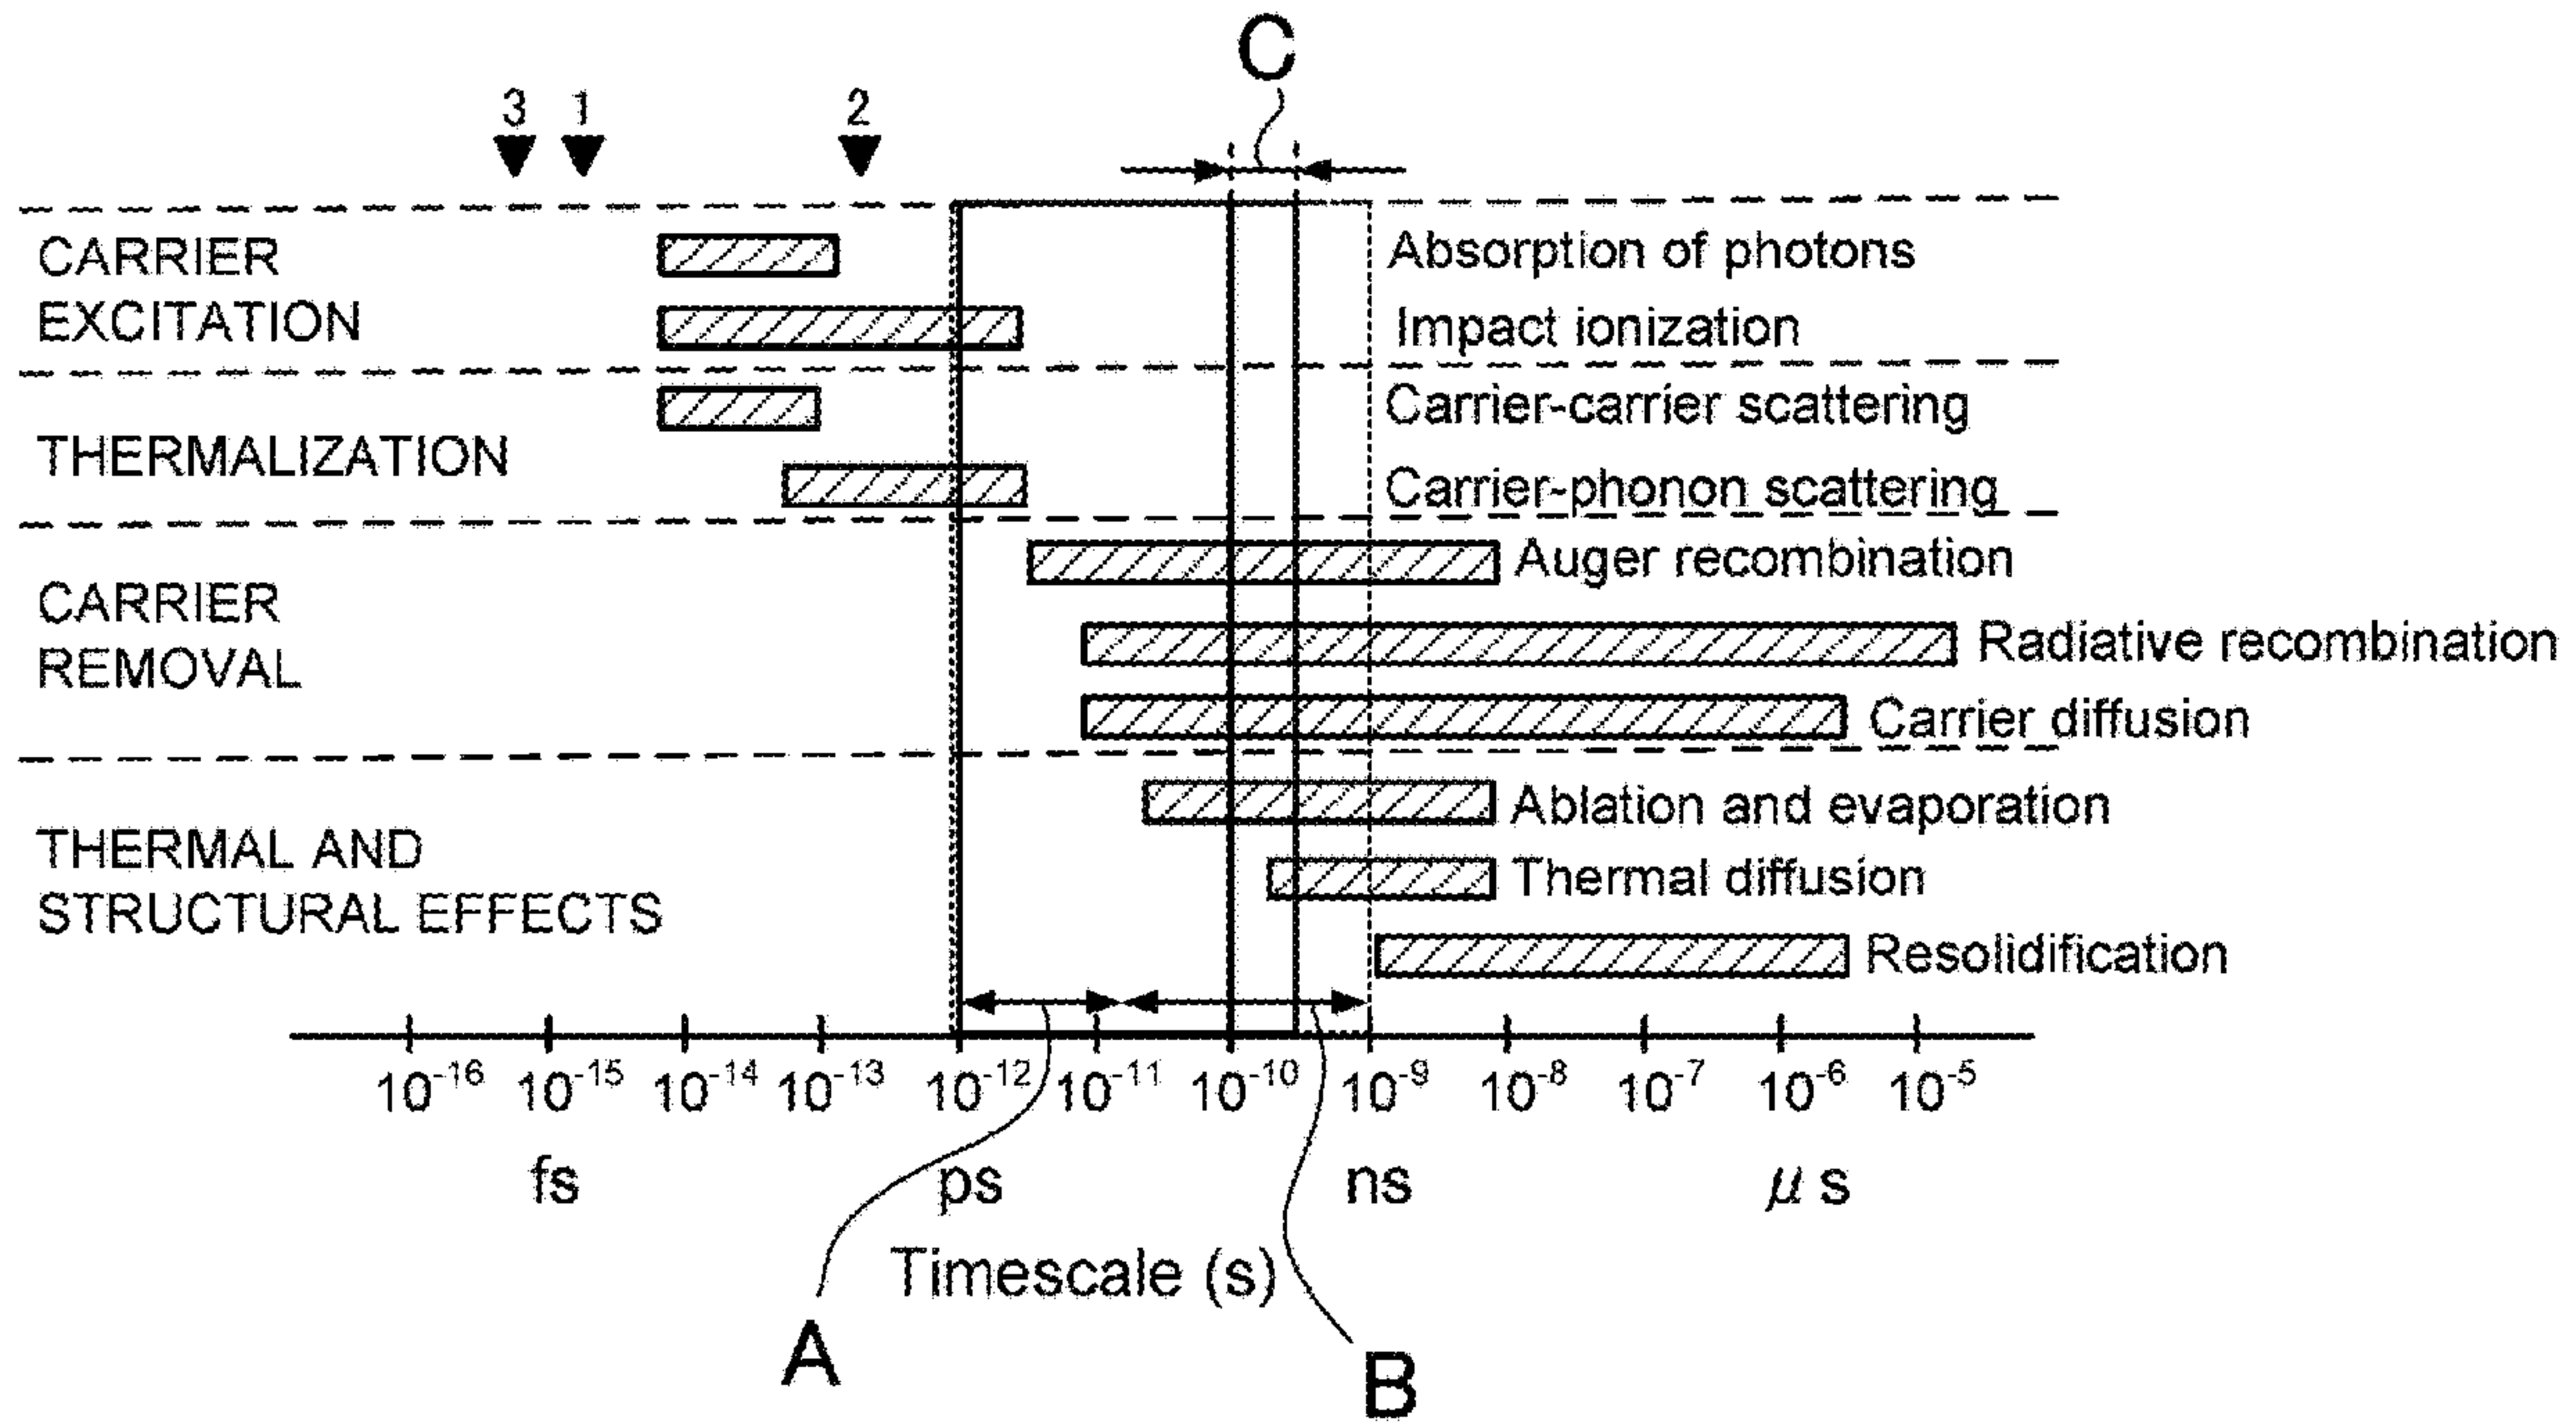 C
3 1 2
CARRIER
EXCITATION
Absorption of photons
Impact ionization
THERMALIZATION
Carrier-carrier scattering
Carrier-phonon scattering
CARRIER
REMOVAL
Auger recombination
Radiative recombination
Carrier diffusion
THERMAL AND
STRUCTURAL EFFECTS
Ablation and evaporation
Thermal diffusion
Resolidification
10⁻¹⁶ 10⁻¹⁵ 10⁻¹⁴ 10⁻¹³ 10⁻¹² 10⁻¹¹ 10⁻¹⁰ 10⁻⁹ 10⁻⁸ 10⁻⁷ 10⁻⁶ 10⁻⁵
fs ps ns μs
Timescale (s)
A B